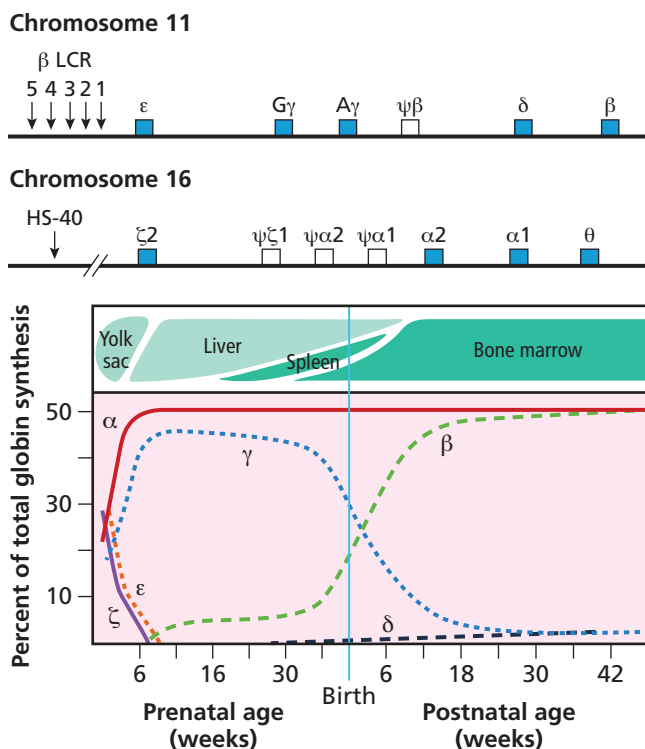 Chromosome 11
β LCR
5 4 3 2 1
ε Gγ Aγ ψβ δ β
Chromosome 16
HS-40
ζ2 ψζ1 ψα2 ψα1 α2 α1 θ
Yolk
sac
Liver
Spleen
Bone marrow
Percent of total globin synthesis
50
30
10
α
γ
β
ε
ζ
δ
6 16 30 6 18 30 42
Birth
Prenatal age
(weeks)
Postnatal age
(weeks)